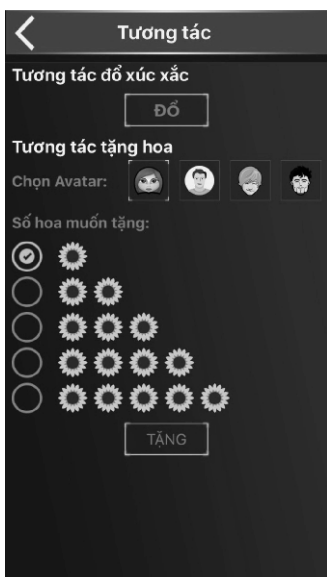 Tương tác
Tương tác đổ xúc xắc
ĐỔ
Tương tác tặng hoa
Chọn Avatar:
Số hoa muốn tặng:
TẶNG